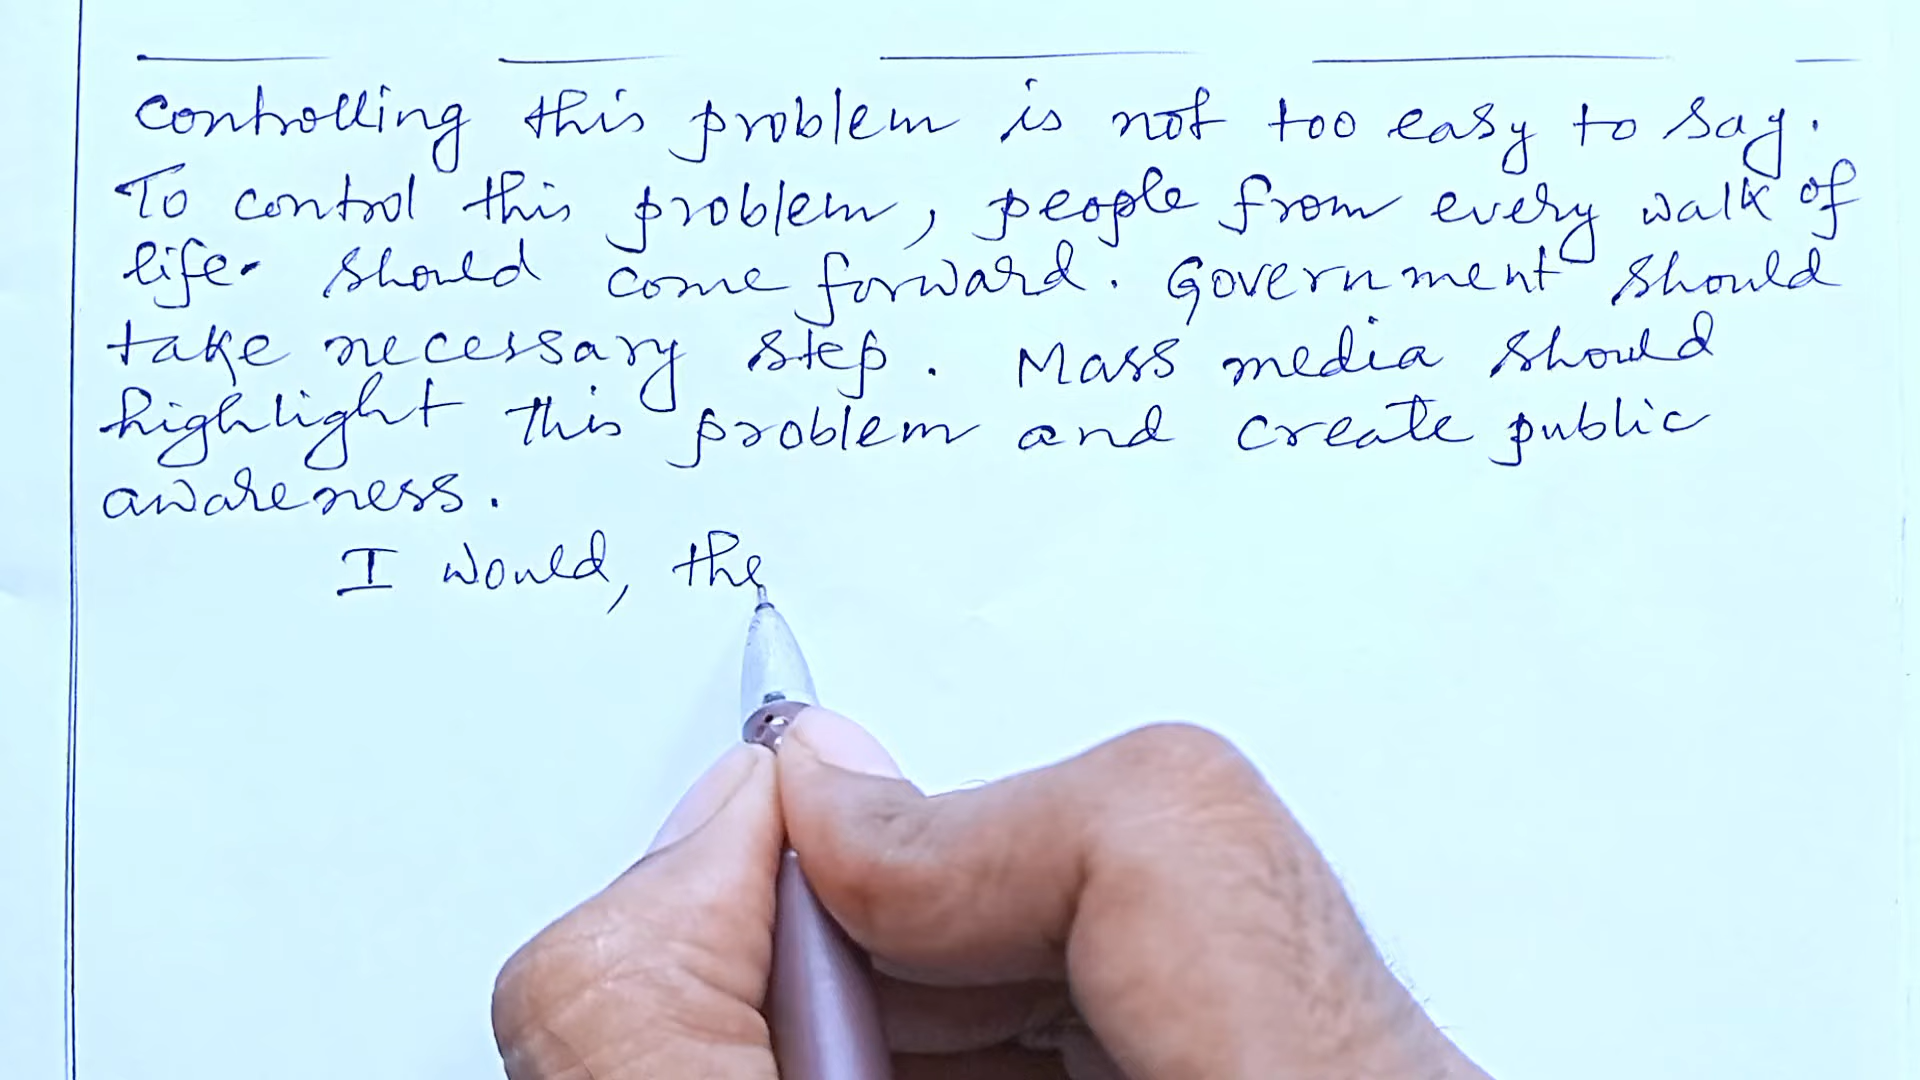 controlling this problem is not too easy to say.
To control this problem, people from every walk of
life should come forward. Government should
take necessary step. Mass media should
highlight this problem and create public
awareness.
I would, the